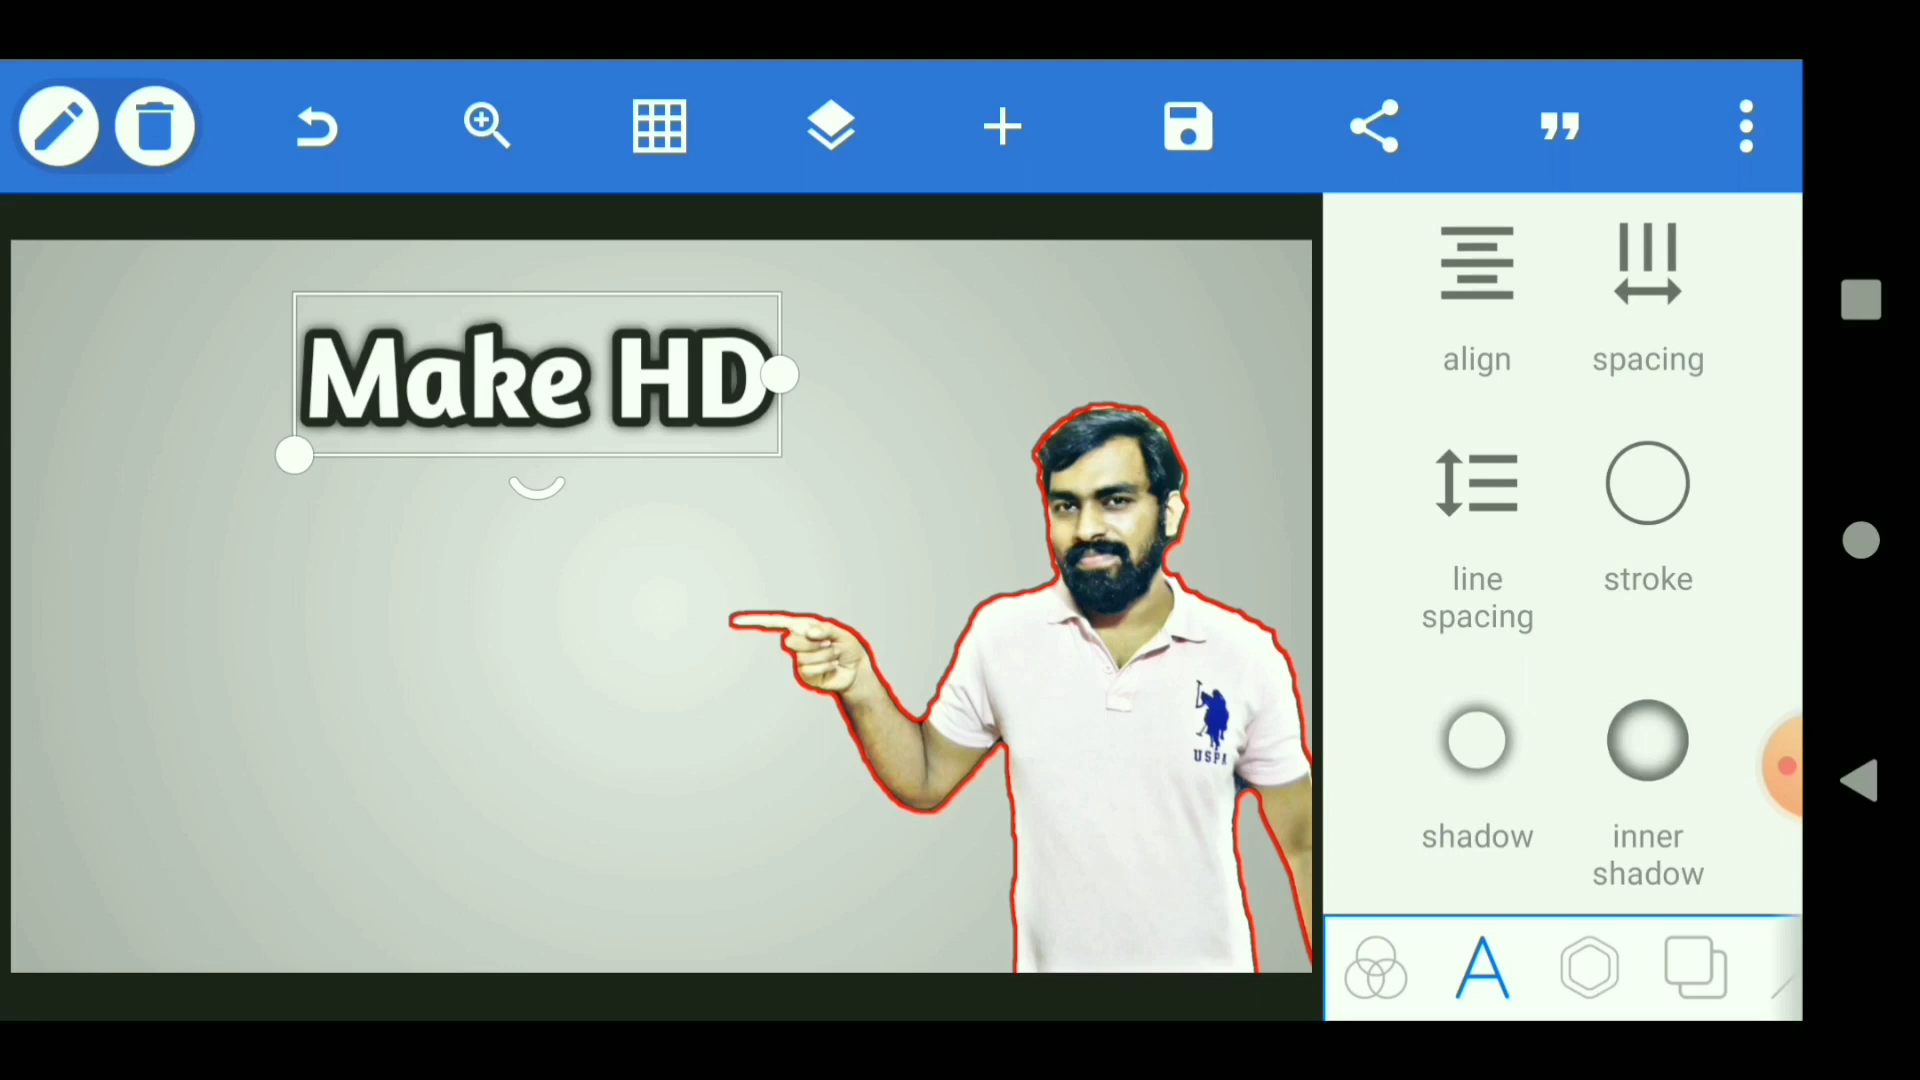 Make HD
align
spacing
line
spacing
stroke
shadow
inner
shadow
USPA